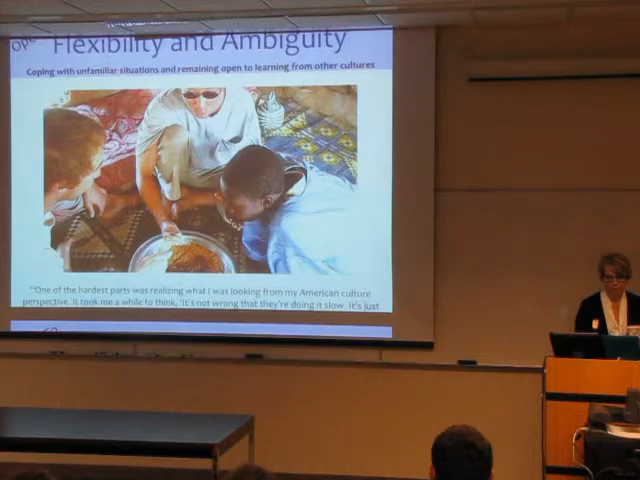 Ope
Flexibility and Ambiguity
Coping with unfamiliar situations and remaining open to learning from other cultures
"One of the hardest parts was realizing what I was looking from my American culture
perspective. It took me a while to think, 'It's not wrong that they're doing it slow. It's just